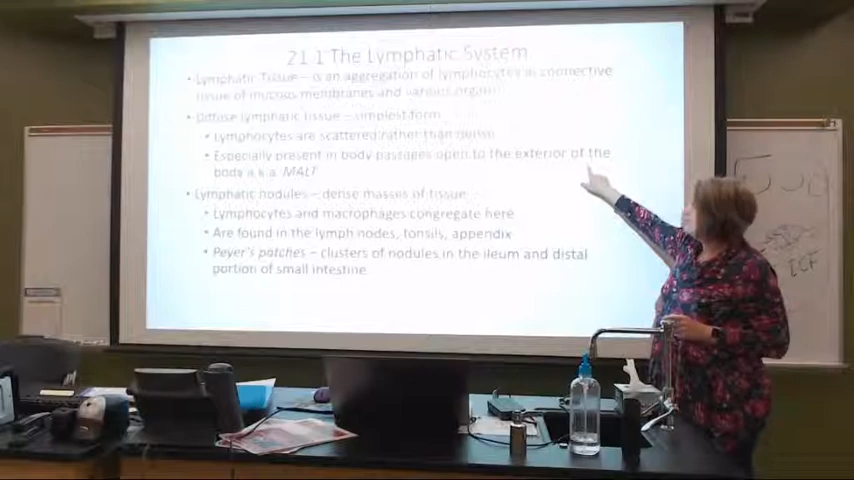 21 1 The Lymphatic System
• Lymphatic Tissue – is an aggregation of lymphocytes in connective
tissue of mucous membranes and various organs
• Diffuse lymphatic tissue – simplest form
• Lymphocytes are scattered rather than dense
• Especially present in body passages open to the exterior of the
body a.k.a. MALT
• Lymphatic nodules – dense masses of tissue
• Lymphocytes and macrophages congregate here
• Are found in the lymph nodes, tonsils, appendix
• Peyer's patches – clusters of nodules in the ileum and distal
portion of small intestine